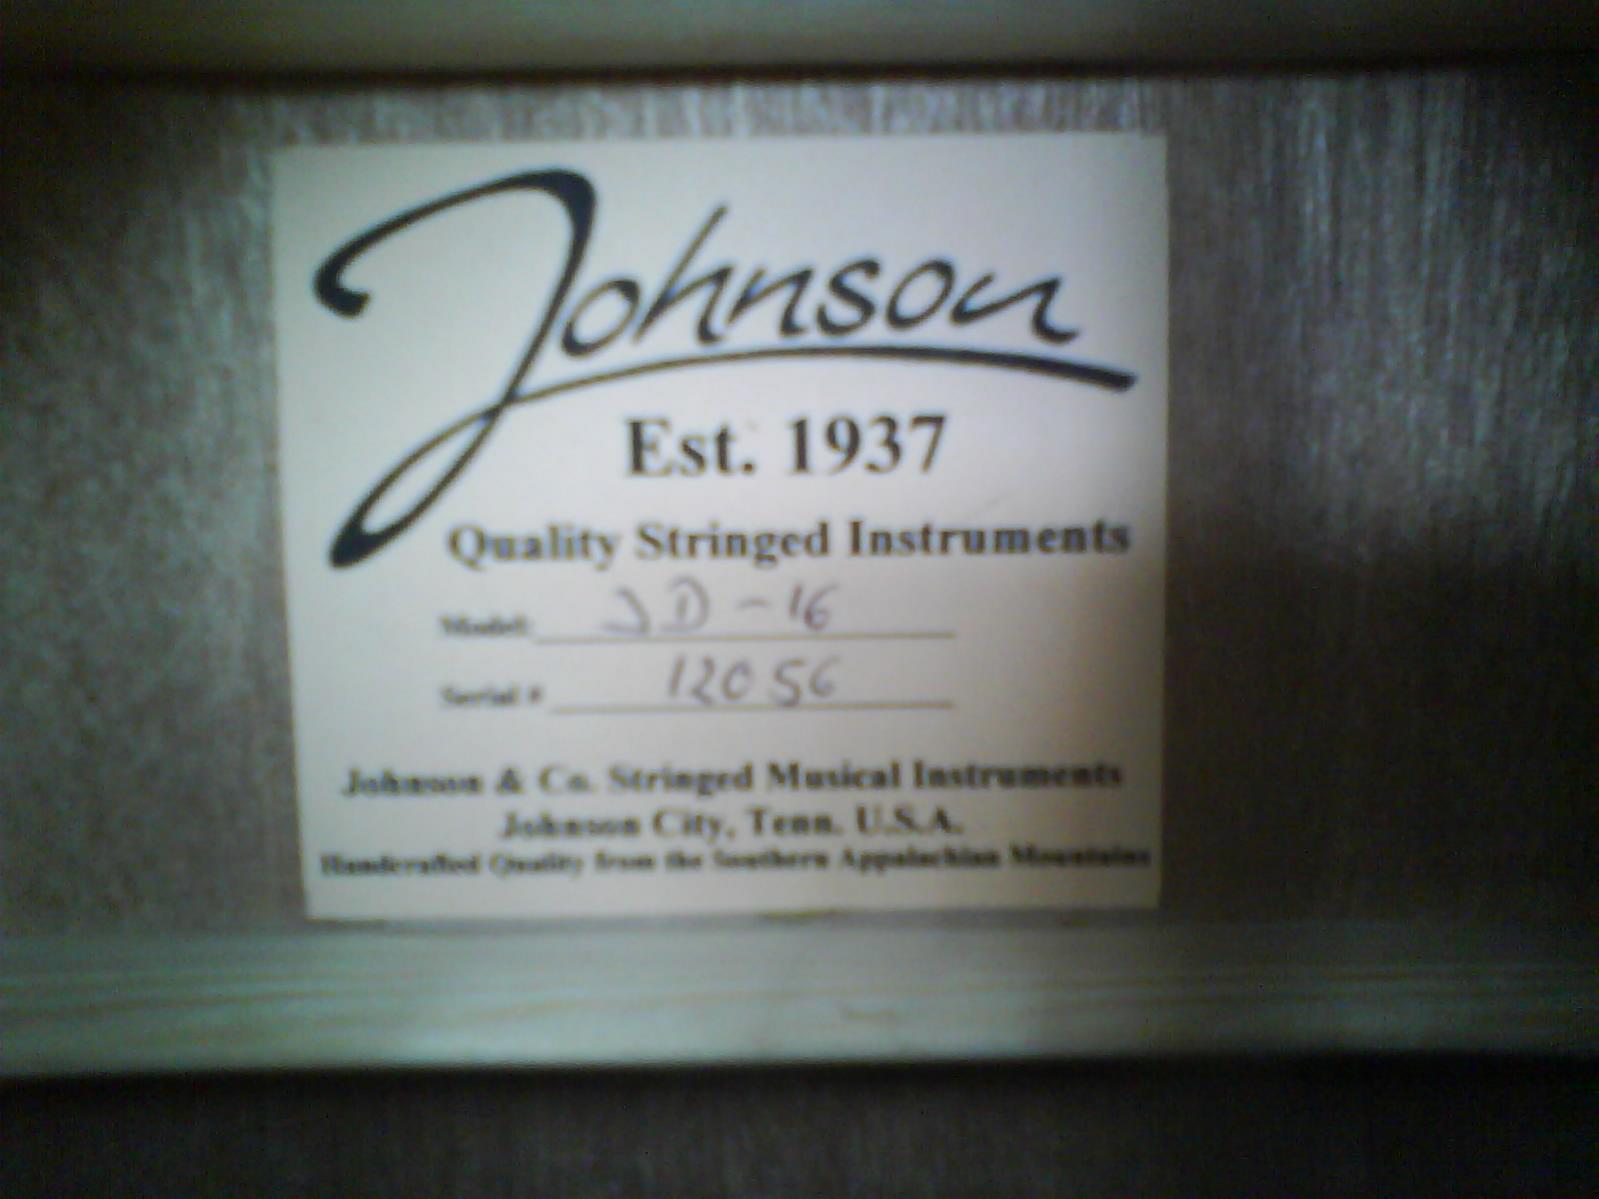 Johnson
Est. 1937
Quality Stringed Instruments
Model: JD-16
Serial # 12056
Johnson & Co. Stringed Musical Instruments
Johnson City, Tenn. U.S.A.
Handcrafted Quality from the Southern Appalachian Mountains